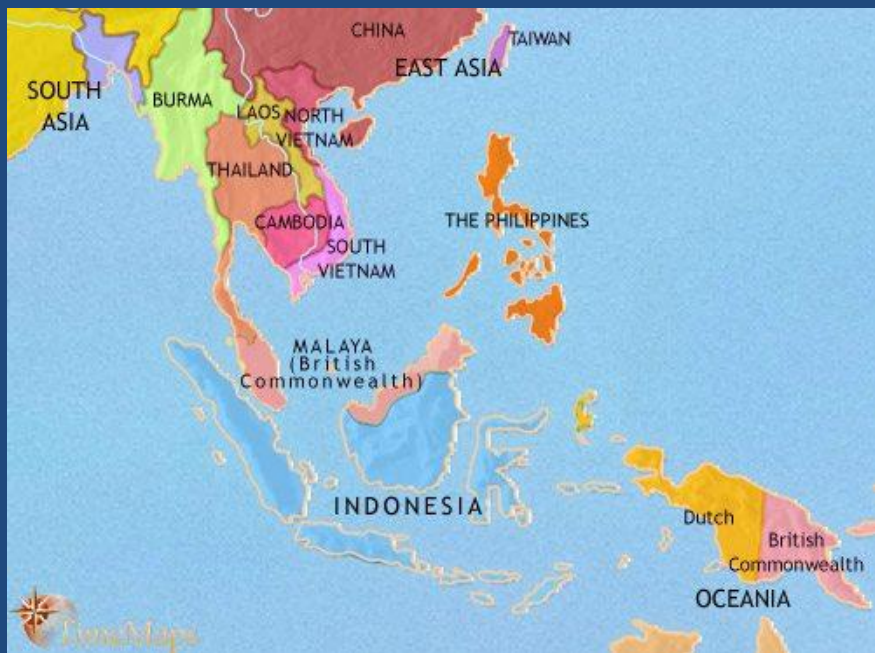 CHINA
TAIWAN
EAST ASIA
SOUTH
ASIA
BURMA
LAOS
NORTH
VIETNAM
THAILAND
CAMBODIA
SOUTH
VIETNAM
THE PHILIPPINES
MALAYA
(British
Commonwealth)
INDONESIA
Dutch
British
Commonwealth
OCEANIA
TimeMaps